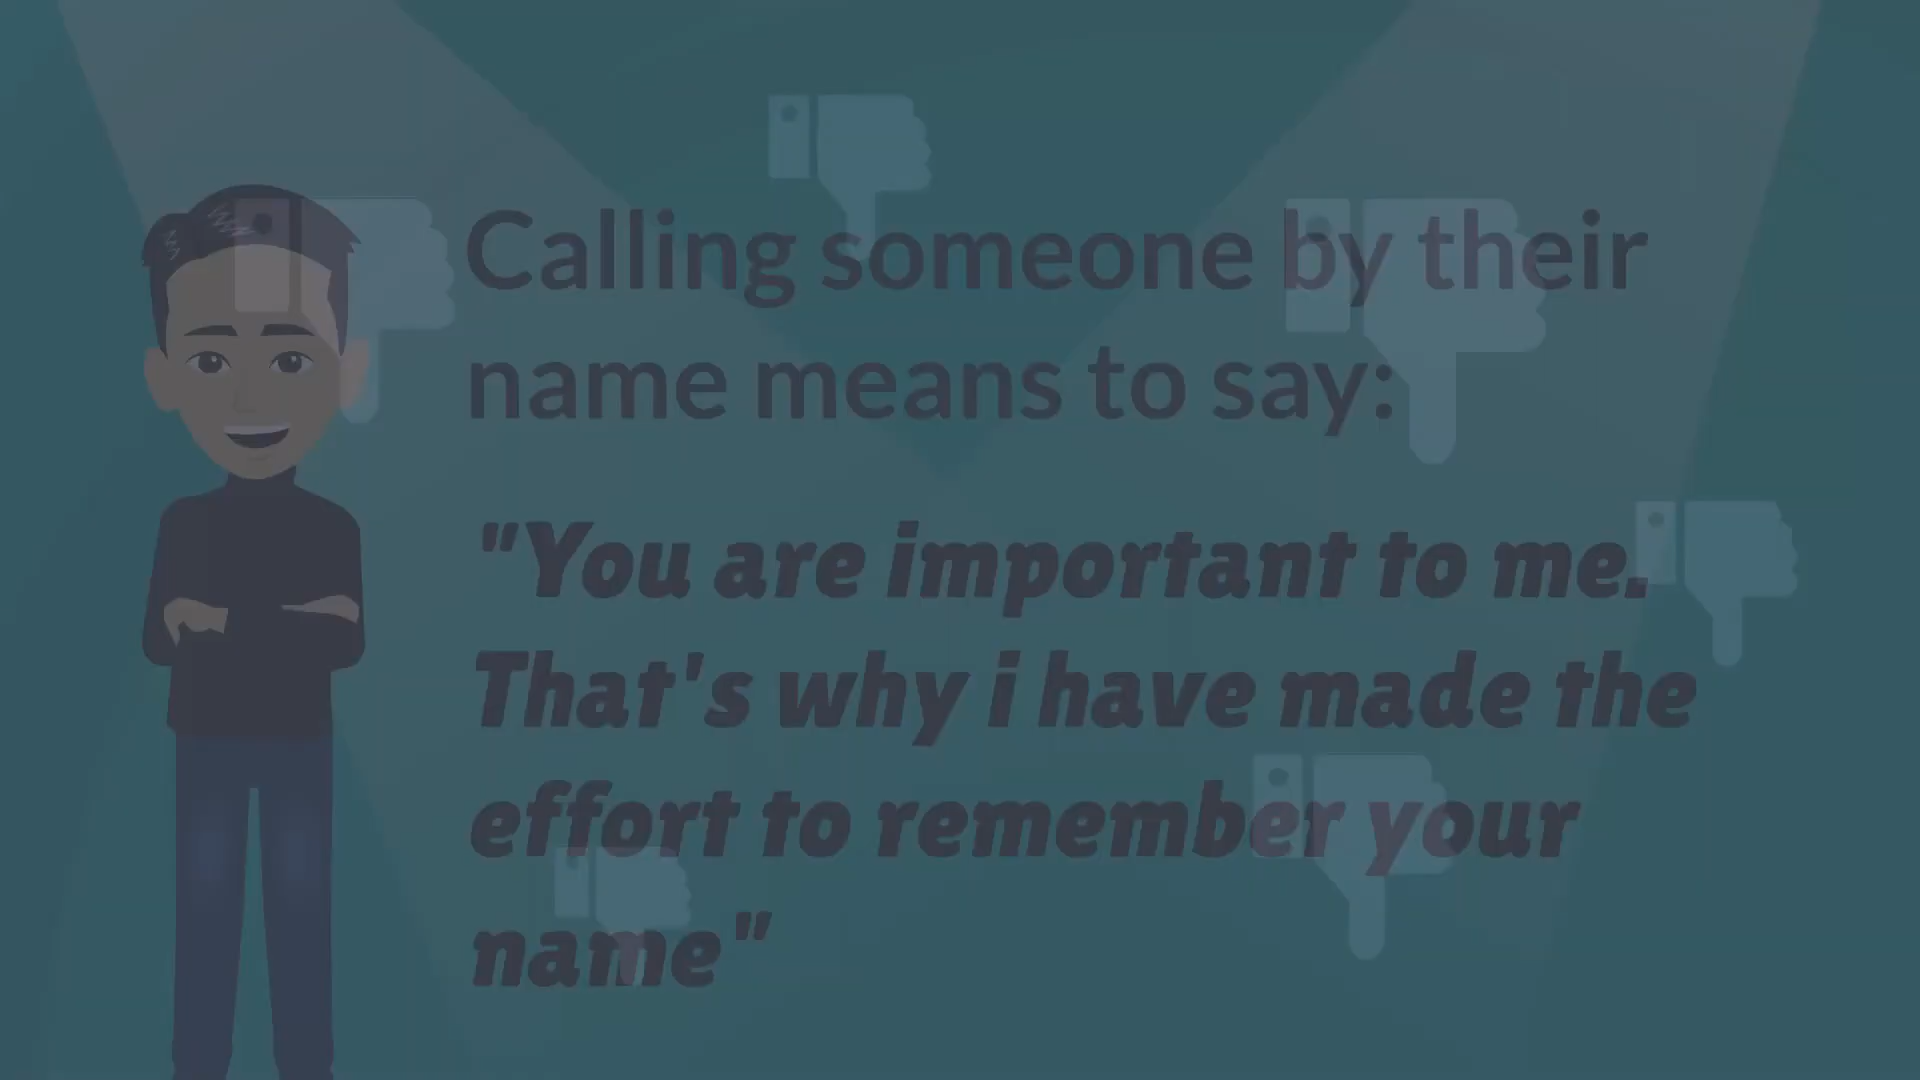 Calling someone by their
name means to say:
"You are important to me.
That's why i have made the
effort to remember your
name"